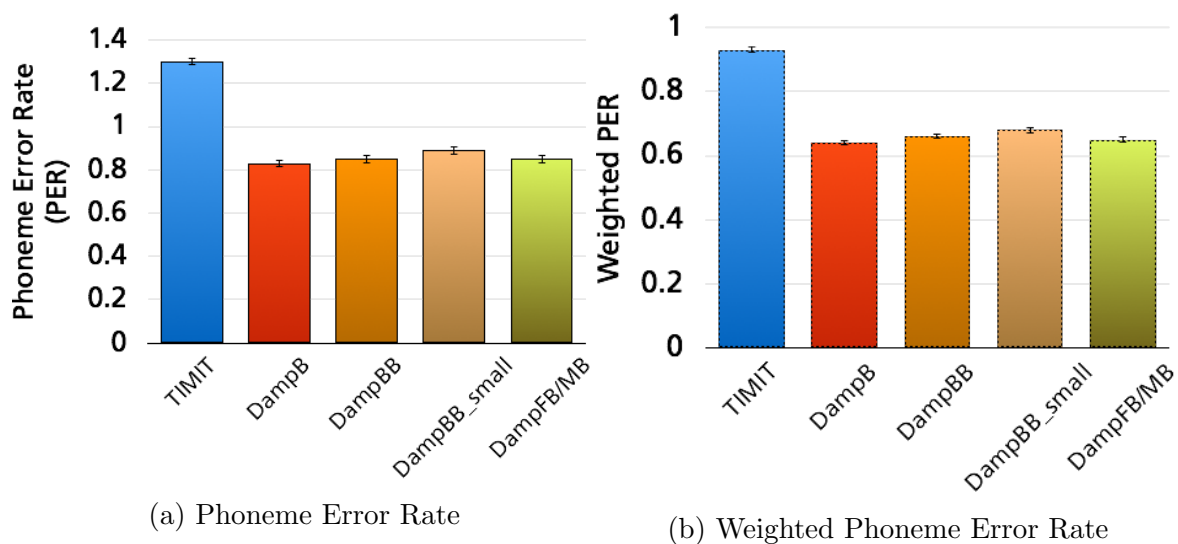 Phoneme Error Rate
(PER)
1.4
1.2
1
0.8
0.6
0.4
0.2
0
TIMIT
DampB
DampBB
DampBB_small
DampFB/MB
(a) Phoneme Error Rate
Weighted PER
1
0.8
0.6
0.4
0.2
0
TIMIT
DampB
DampBB
DampBB_small
DampFB/MB
(b) Weighted Phoneme Error Rate